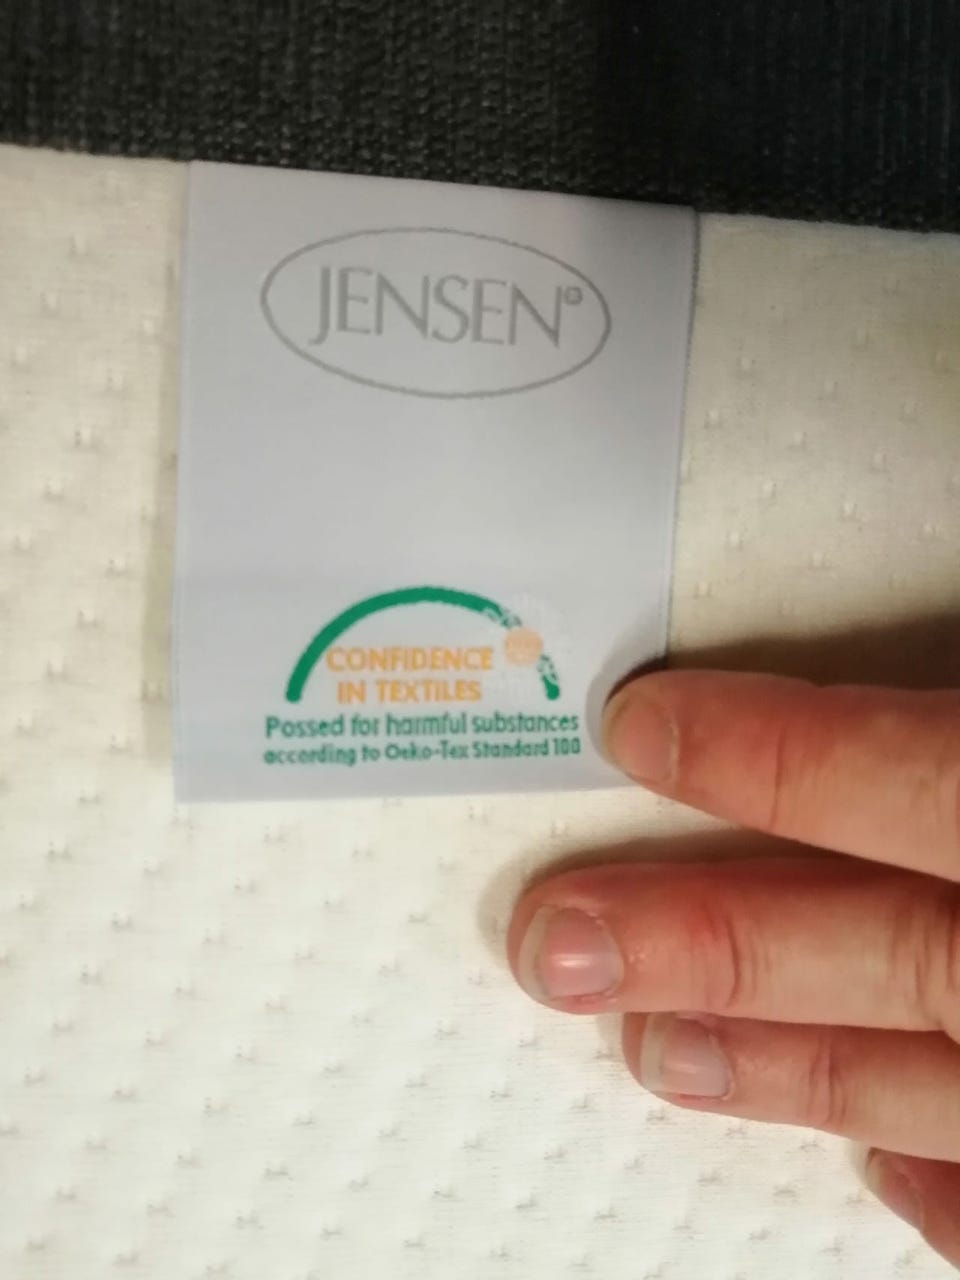 JENSEN®
CONFIDENCE
IN TEXTILES
Possed for harmful substances
according to Oeko-Tex Standard 100